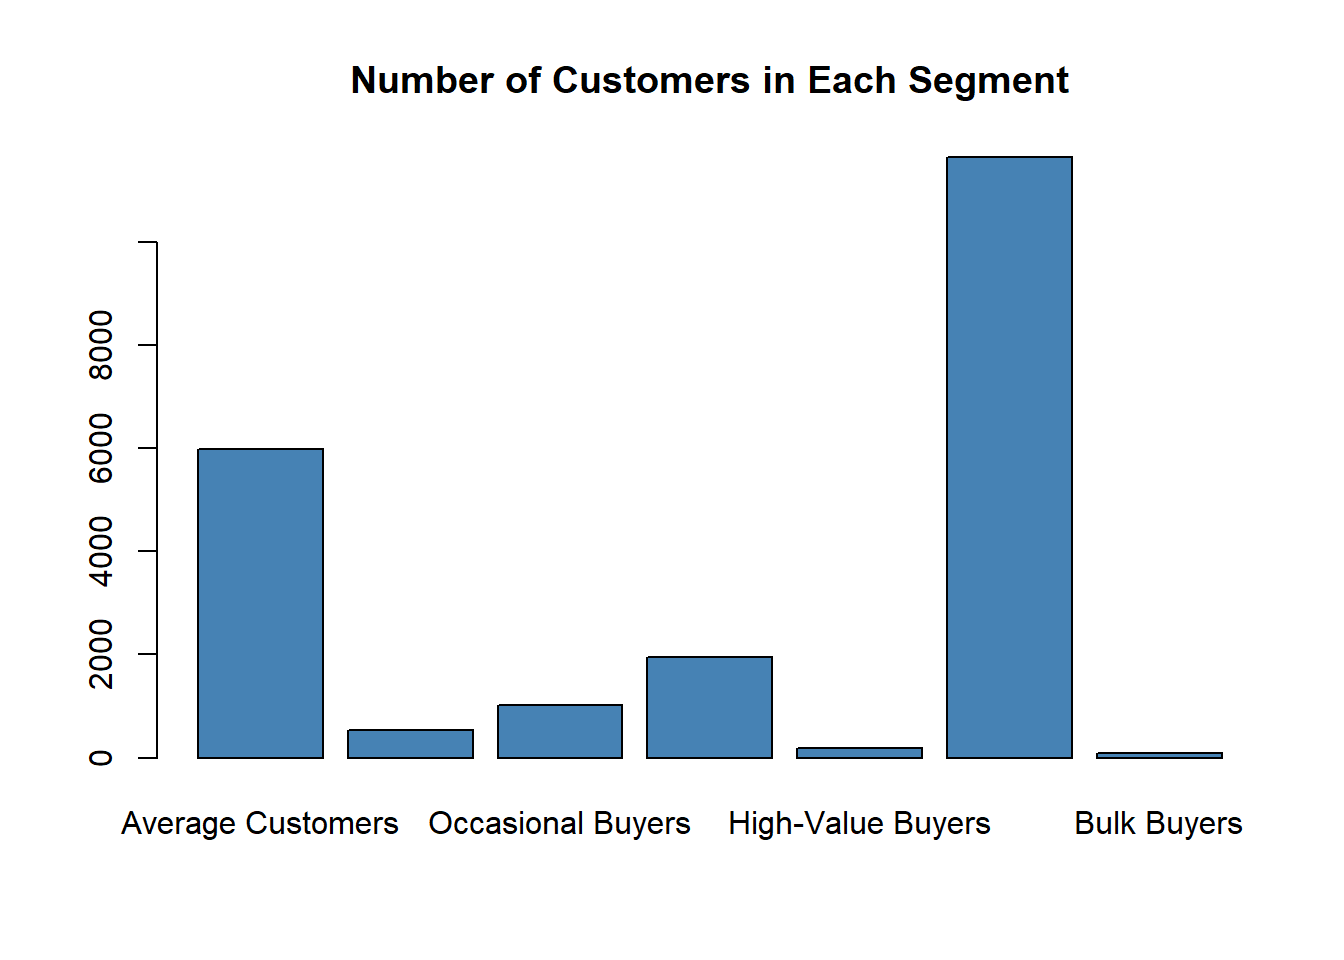 Number of Customers in Each Segment
8000
6000
4000
2000
0
Average Customers Occasional Buyers High-Value Buyers Bulk Buyers